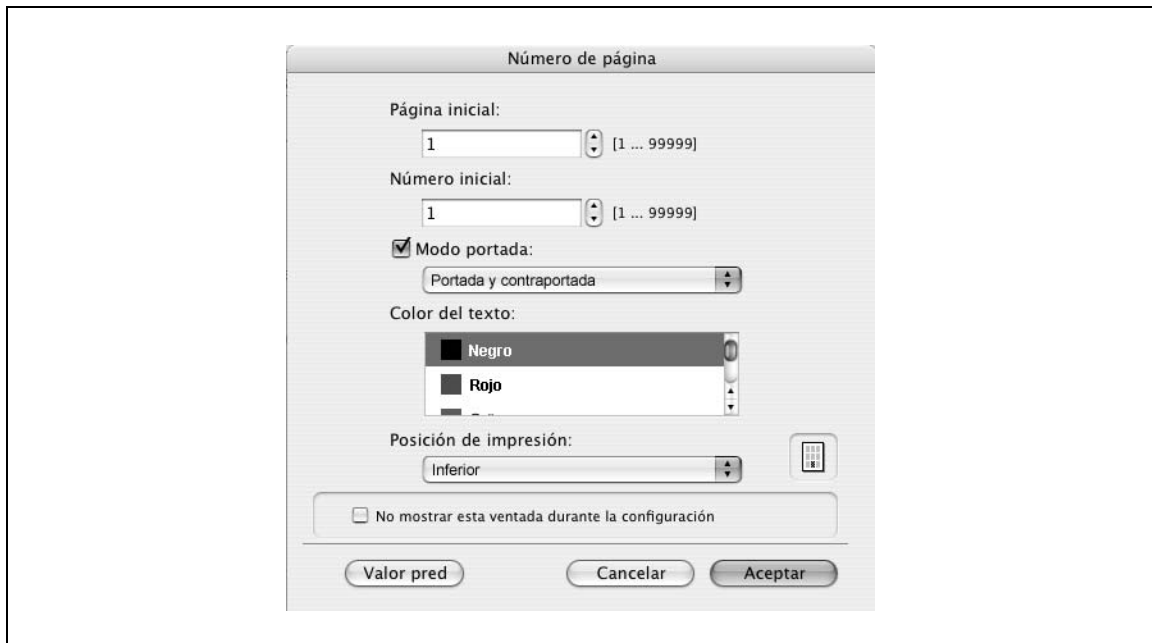 Número de página
Página inicial:
1 [1 ... 99999]
Número inicial:
1 [1 ... 99999]
Modo portada:
Portada y contraportada
Color del texto:
Negro
Rojo
Posición de impresión:
Inferior
No mostrar esta ventada durante la configuración
Valor pred Cancelar Aceptar